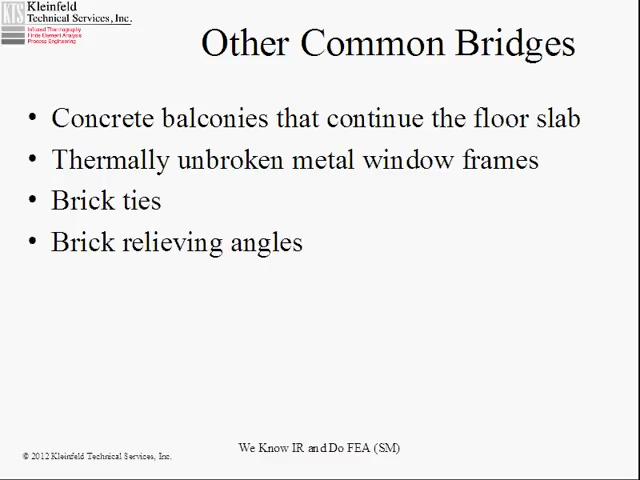 KTS
Kleinfeld
Technical Services, Inc.
Infrared Thermography
Finite Element Analysis
Process Engineering
Other Common Bridges
• Concrete balconies that continue the floor slab
• Thermally unbroken metal window frames
• Brick ties
• Brick relieving angles
We Know IR and Do FEA (SM)
© 2012 Kleinfeld Technical Services, Inc.